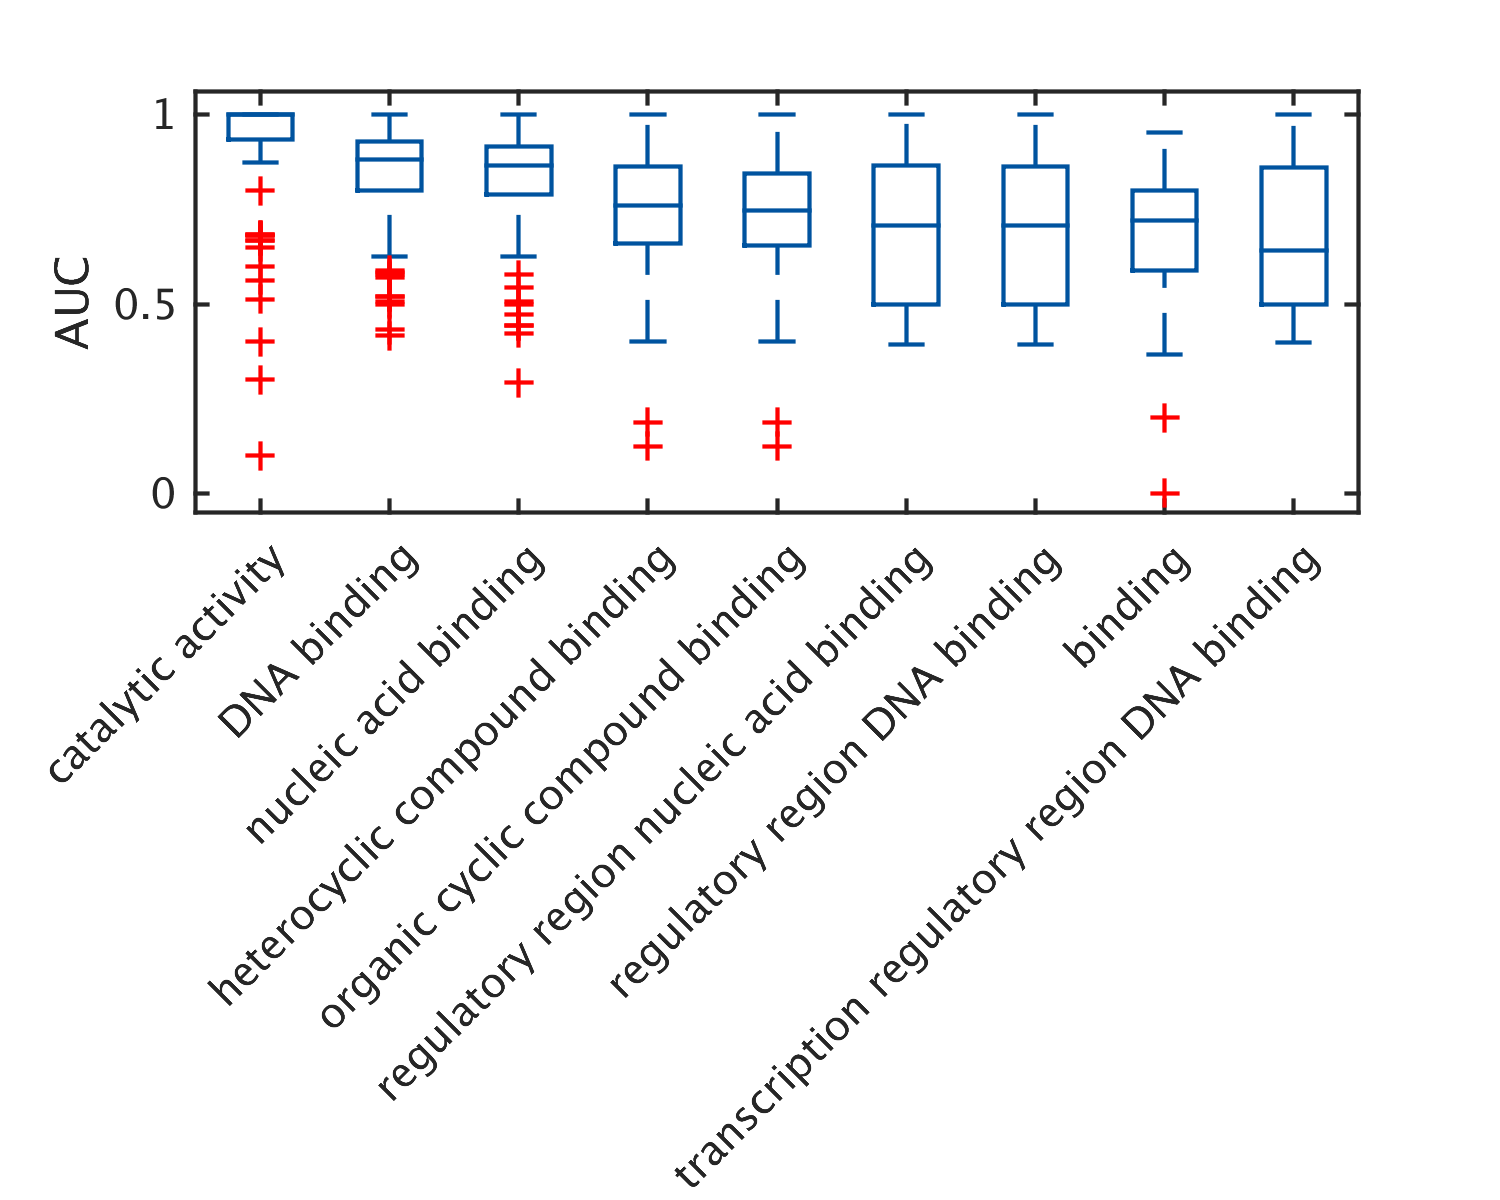 1
0.5
0
AUC
catalytic activity
DNA binding
nucleic acid binding
heterocyclic compound binding
organic cyclic compound binding
regulatory region nucleic acid binding
regulatory region DNA binding
binding
transcription regulatory region DNA binding